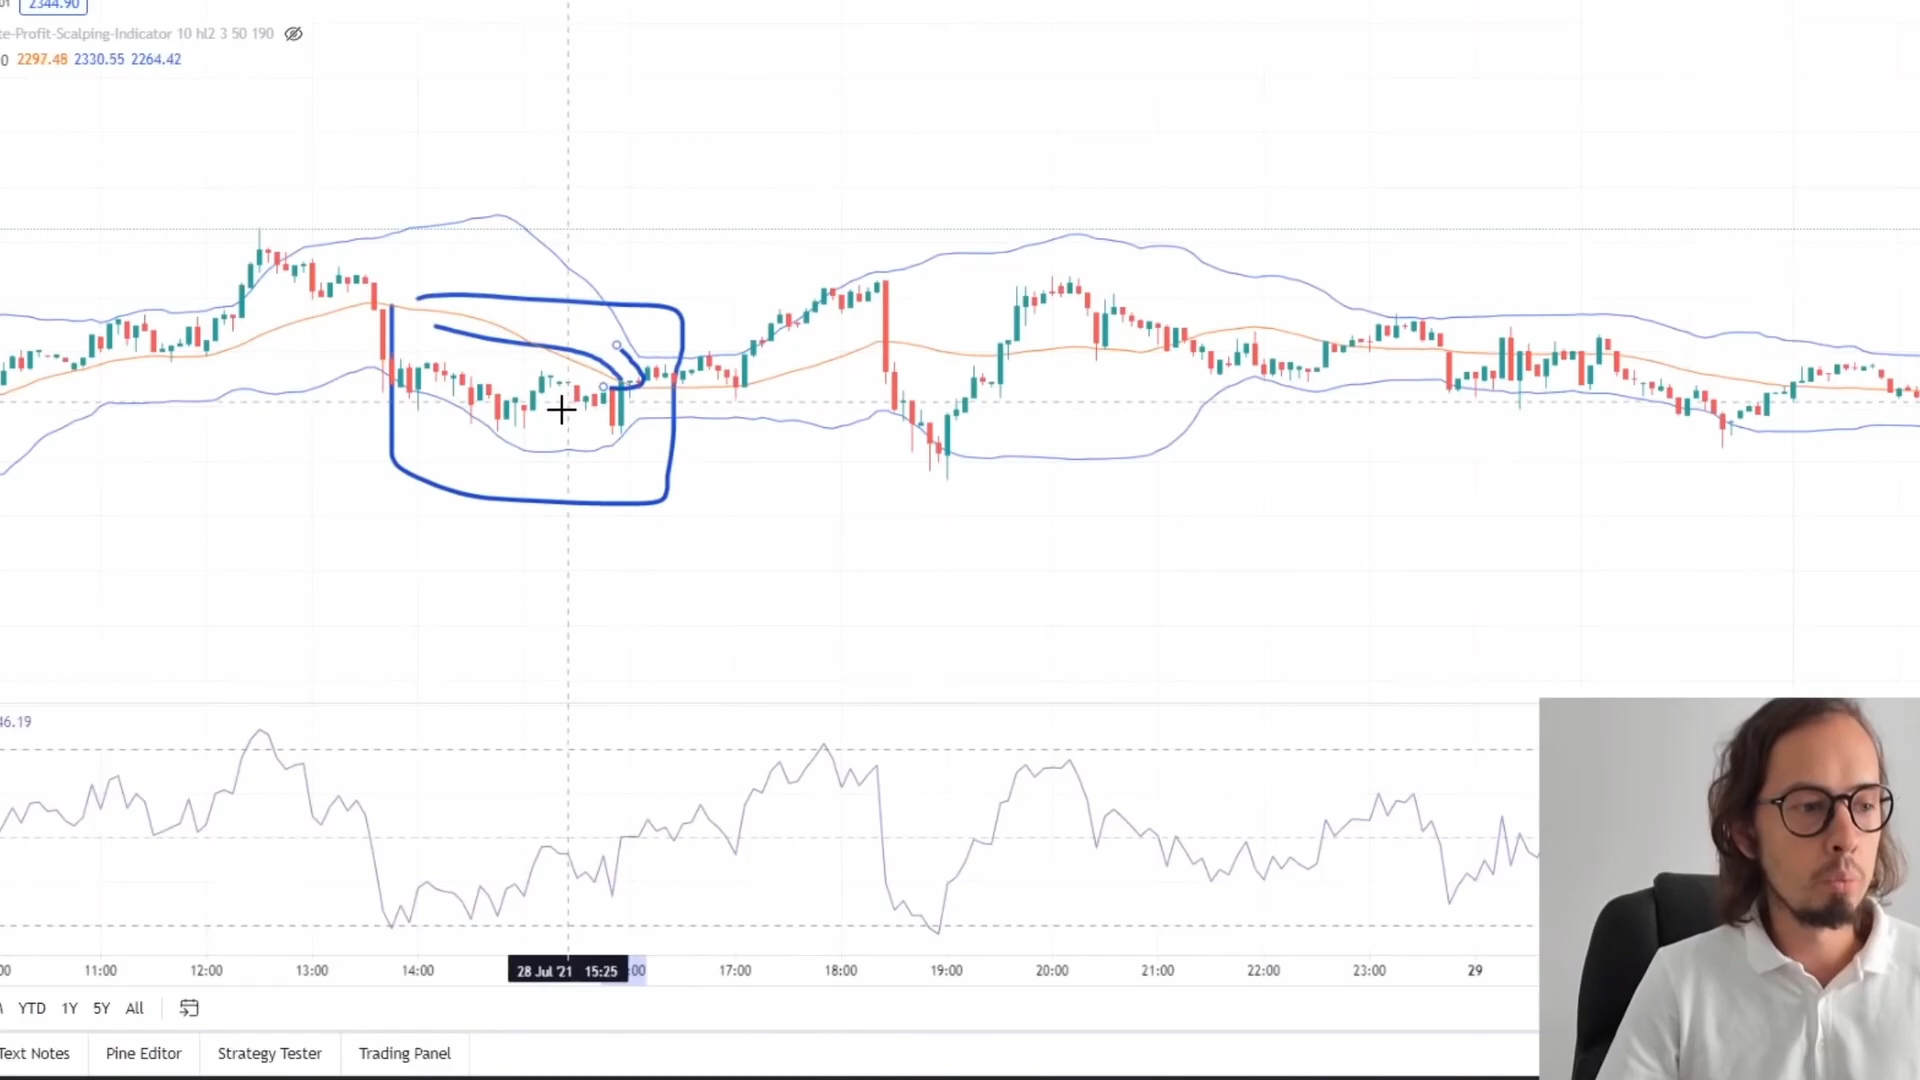 2344.90
te-Profit-Scalping-Indicator 10 hl2 3 50 190
0 2297.48 2330.55 2264.42
46.19
00 11:00 12:00 13:00 14:00 28 Jul '21 15:25 :00 17:00 18:00 19:00 20:00 21:00 22:00 23:00 29
YTD 1Y 5Y All
Text Notes Pine Editor Strategy Tester Trading Panel